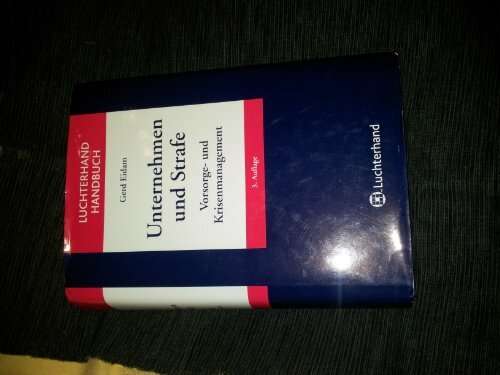 LUCHTERHAND
HANDBUCH
Gerd Eidam
Unternehmen
und Strafe
Vorsorge- und
Krisenmanagement
3. Auflage
Luchterhand